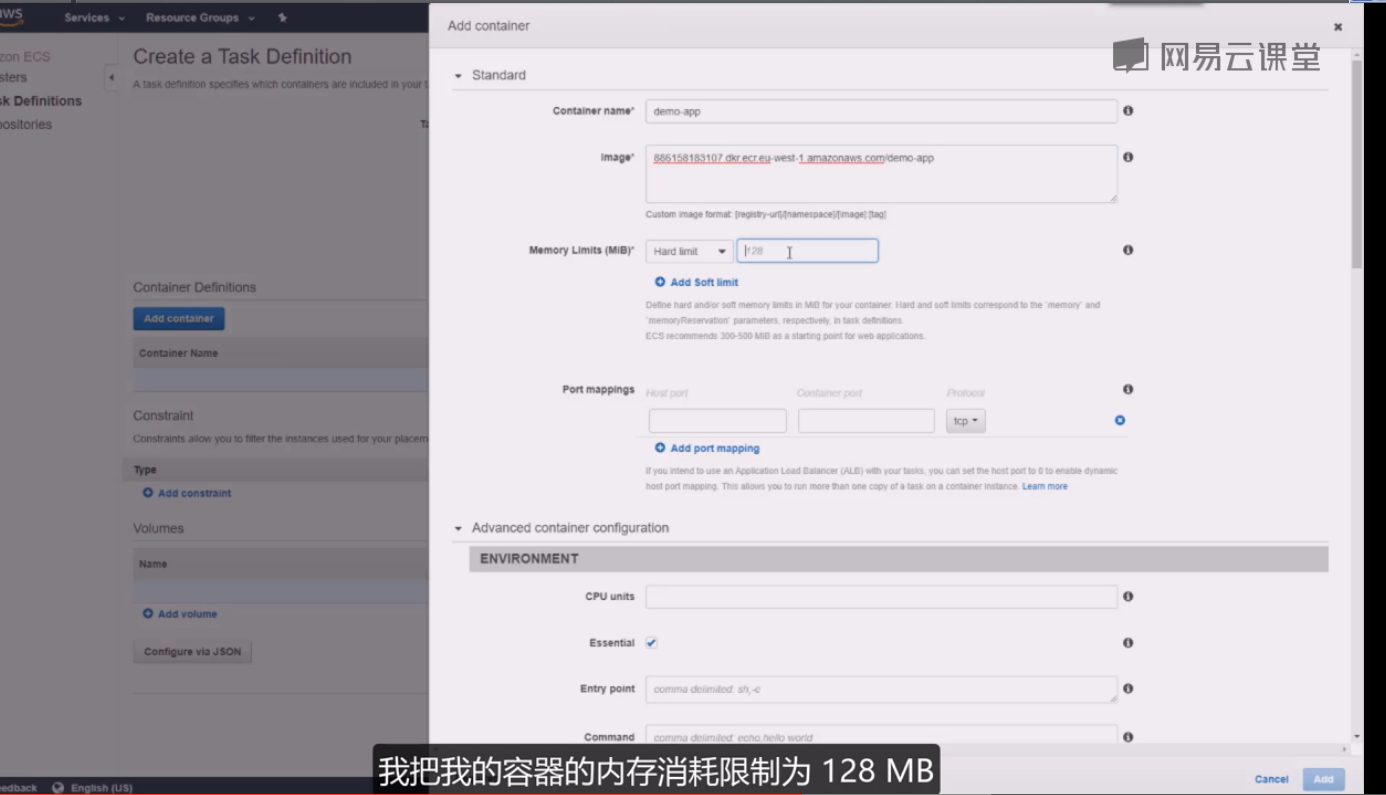 aws Services Resource Groups
Add container
网易云课堂
zon ECS
sters
sk Definitions
positories
Create a Task Definition
A task definition specifies which containers are included in your t
Ta
Standard
Container name* demo-app
Image* 886158183107.dkr.ecr.eu-west-1.amazonaws.com/demo-app
Custom image format: [registry-url]/[namespace]/[image]:[tag]
Memory Limits (MiB)* Hard limit 128
Add Soft limit
Define hard and/or soft memory limits in MiB for your container. Hard and soft limits correspond to the `memory` and
`memoryReservation` parameters, respectively, in task definitions.
ECS recommends 300-500 MiB as a starting point for web applications.
Container Definitions
Add container
Container Name
Port mappings Host port Container port Protocol
tcp
Add port mapping
If you intend to use an Application Load Balancer (ALB) with your tasks, you can set the host port to 0 to enable dynamic
host port mapping. This allows you to run more than one copy of a task on a container instance. Learn more
Constraint
Constraints allow you to filter the instances used for your placem
Type
Add constraint
Volumes
Name
Add volume
Configure via JSON
Advanced container configuration
ENVIRONMENT
CPU units
Essential
Entry point comma delimited: sh,-c
Command comma delimited: echo,hello world
我把我的容器的内存消耗限制为 128 MB
Cancel Add
eedback English (US)